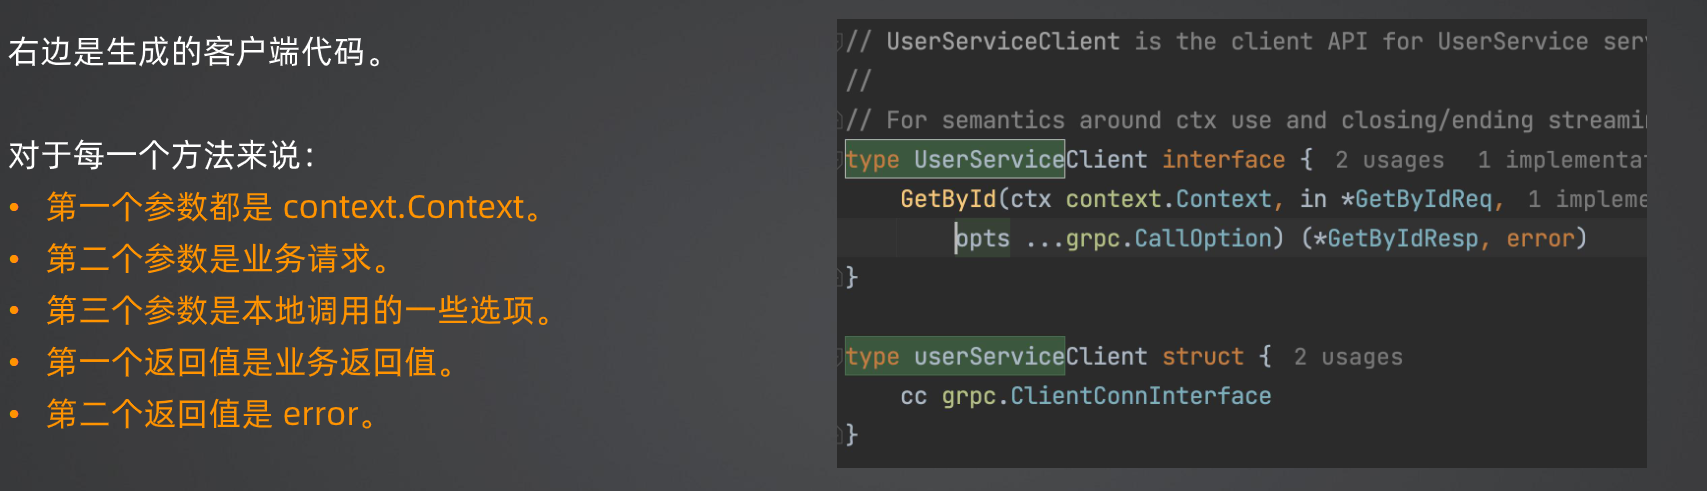 右边是生成的客户端代码。
对于每一个方法来说：
• 第一个参数都是 context.Context。
• 第二个参数是业务请求。
• 第三个参数是本地调用的一些选项。
• 第一个返回值是业务返回值。
• 第二个返回值是 error。
// UserServiceClient is the client API for UserService
//
// For semantics around ctx use and closing/ending
type UserServiceClient interface { 2 usages 1
GetById(ctx context.Context, in *GetByIdReq, 1
opts ...grpc.CallOption) (*GetByIdResp, error)
}
type userServiceClient struct { 2 usages
cc grpc.ClientConnInterface
}